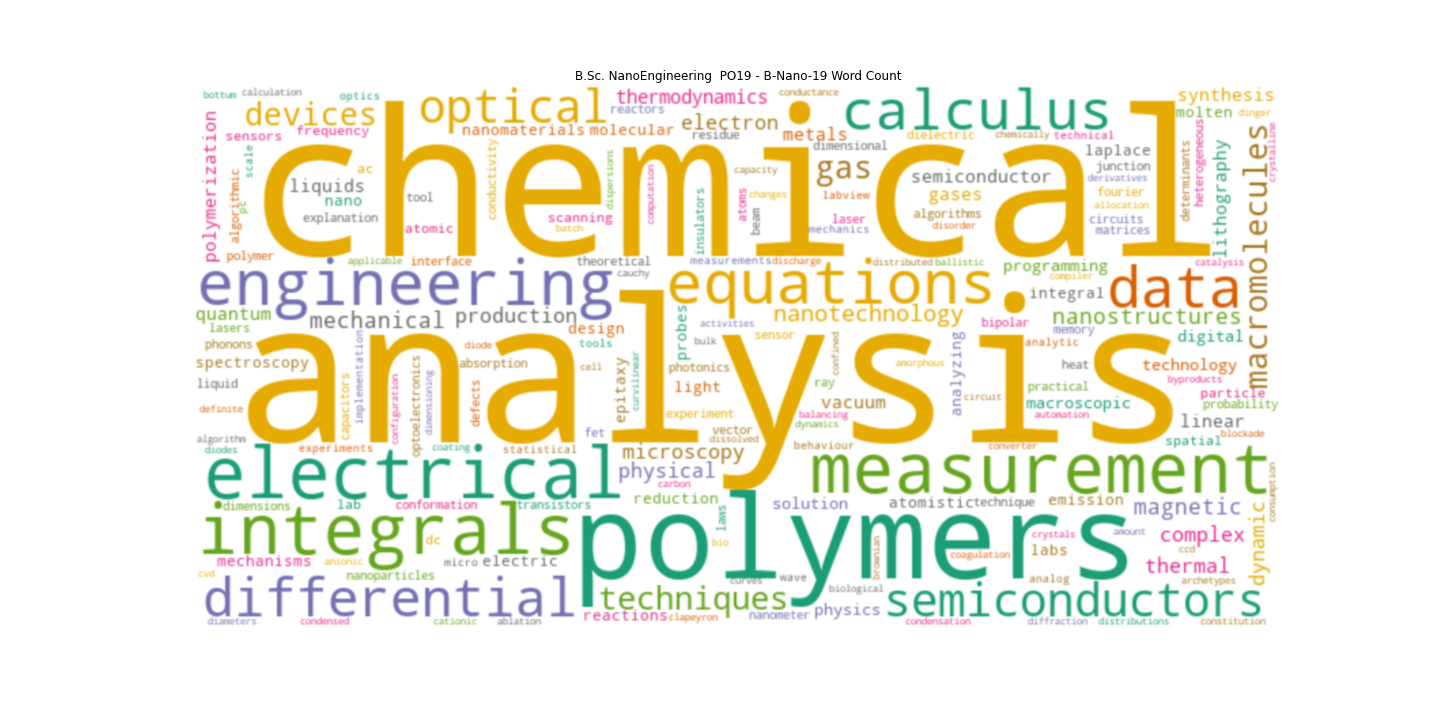 B.Sc. NanoEngineering  PO19 - B-Nano-19 Word Count
bottum
calculation
optics
devices
optical
thermodynamics
reactors
conductance
calculus
synthesis
molten
dinger
sensors
frequency
nanomaterials
molecular
electron
residue
metals
dielectric
chemically
technical
polymerization
scale
algorithmic
pt
chemical
dimensional
gas
laplace
junction
derivatives
determinants
heterogeneous
lithography
macromolecules
crystalline
ac
liquids
nano
tool
explanation
atomic
conductivity
scanning
batch
dispersions
computation
insulators
atoms
beam
capacity
changes
labview
laser
mechanics
semiconductor
gases
algorithms
disorder
fourier
allocation
circuits
matrices
polymer
applicable
interface
theoretical
cauchy
measurements
discharge
distributed
ballistic
programming
compiler
catalysis
engineering
equations
integral
data
quantum
lasers
mechanical
production
design
tools
nanotechnology
bipolar
nanostructures
memory
digital
phonons
spectroscopy
liquid
definite
capacitors
implementation
configuration
optoelectronics
dimensioning
diode
absorption
defects
cell
epitaxy
curvilinear
probes
activities
bulk
photonics
light
experiment
sensor
confined
ray
vacuum
balancing
dynamics
amorphous
analyzing
circuit
analytic
heat
practical
macroscopic
automation
technology
byproducts
particle
probability
linear
blockade
spatial
analysis
algorithm
diodes
experiments
coating
statistical
fet
microscopy
vector
dissolved
behaviour
converter
electrical
physical
carbon
reduction
measurement
consumption
dimensions
lab
conformation
transistors
laws
solution
atomistic
technique
emission
magnetic
dynamic
integrals
polymers
dc
bio
brownian
crystals
amount
complex
ccd
mechanisms
anionic
micro
electric
coagulation
labs
thermal
cvd
nanoparticles
curves
wave
biological
analog
archetypes
differential
techniques
semiconductors
diameters
condensed
cationic
ablation
reactions
clapeyron
nanometer
physics
condensation
diffraction
distributions
constitution